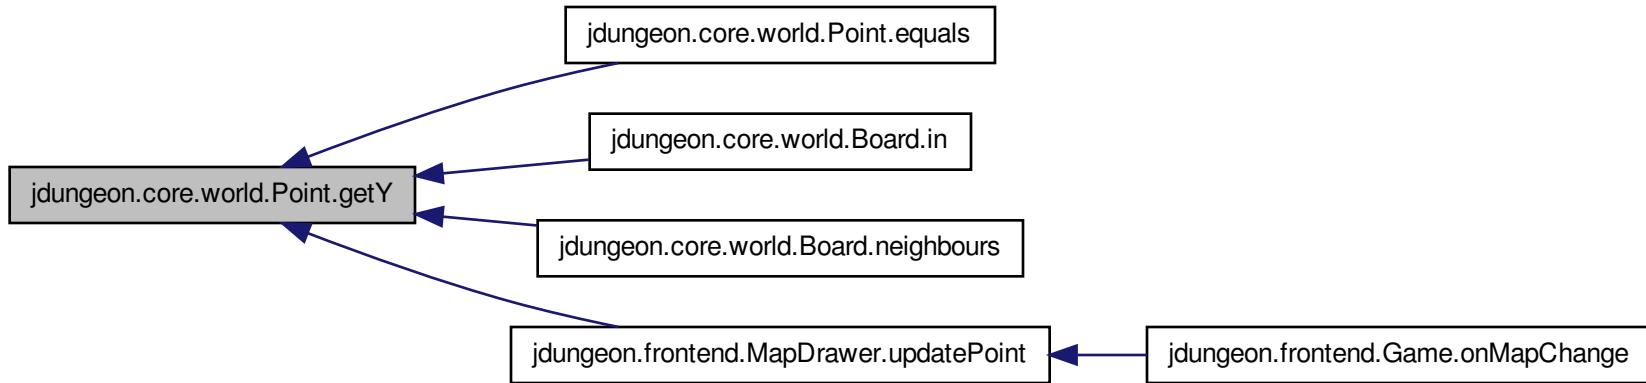 jdungeon.core.world.Point.equals
jdungeon.core.world.Board.in
jdungeon.core.world.Point.getY
jdungeon.core.world.Board.neighbours
jdungeon.frontend.MapDrawer.updatePoint
jdungeon.frontend.Game.onMapChange